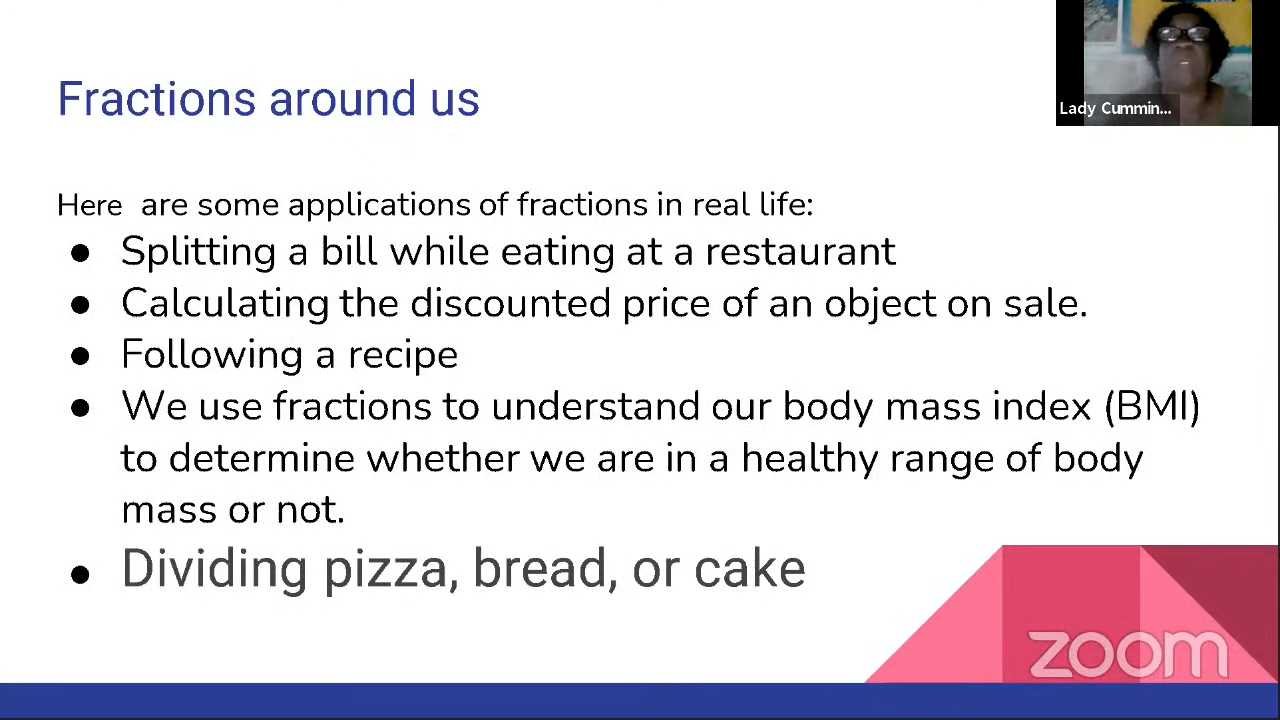 Fractions around us
Lady Cummin...
Here are some applications of fractions in real life:
● Splitting a bill while eating at a restaurant
● Calculating the discounted price of an object on sale.
● Following a recipe
● We use fractions to understand our body mass index (BMI)
to determine whether we are in a healthy range of body
mass or not.
● Dividing pizza, bread, or cake
zoom